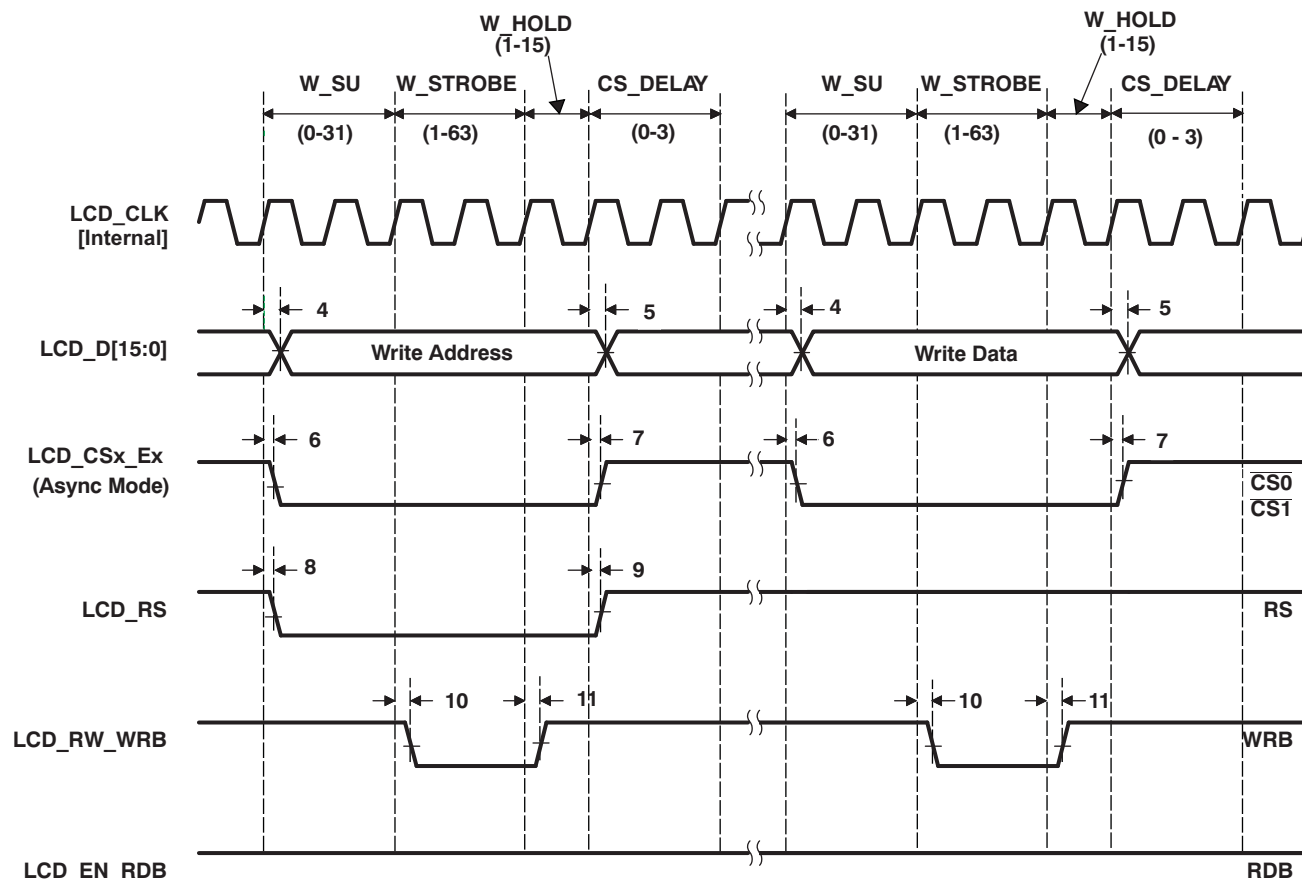 W_HOLD
(1-15)
W_HOLD
(1-15)
W_SU
W_STROBE
CS_DELAY
W_SU
W_STROBE
CS_DELAY
(0-31)
(1-63)
(0-3)
(0-31)
(1-63)
(0 - 3)
LCD_CLK
[Internal]
4
5
4
5
LCD_D[15:0]
Write Address
Write Data
6
7
6
7
LCD_CSx_Ex
(Async Mode)
CS0
CS1
8
9
LCD_RS
RS
10
11
10
11
LCD_RW_WRB
WRB
LCD_EN_RDB
RDB